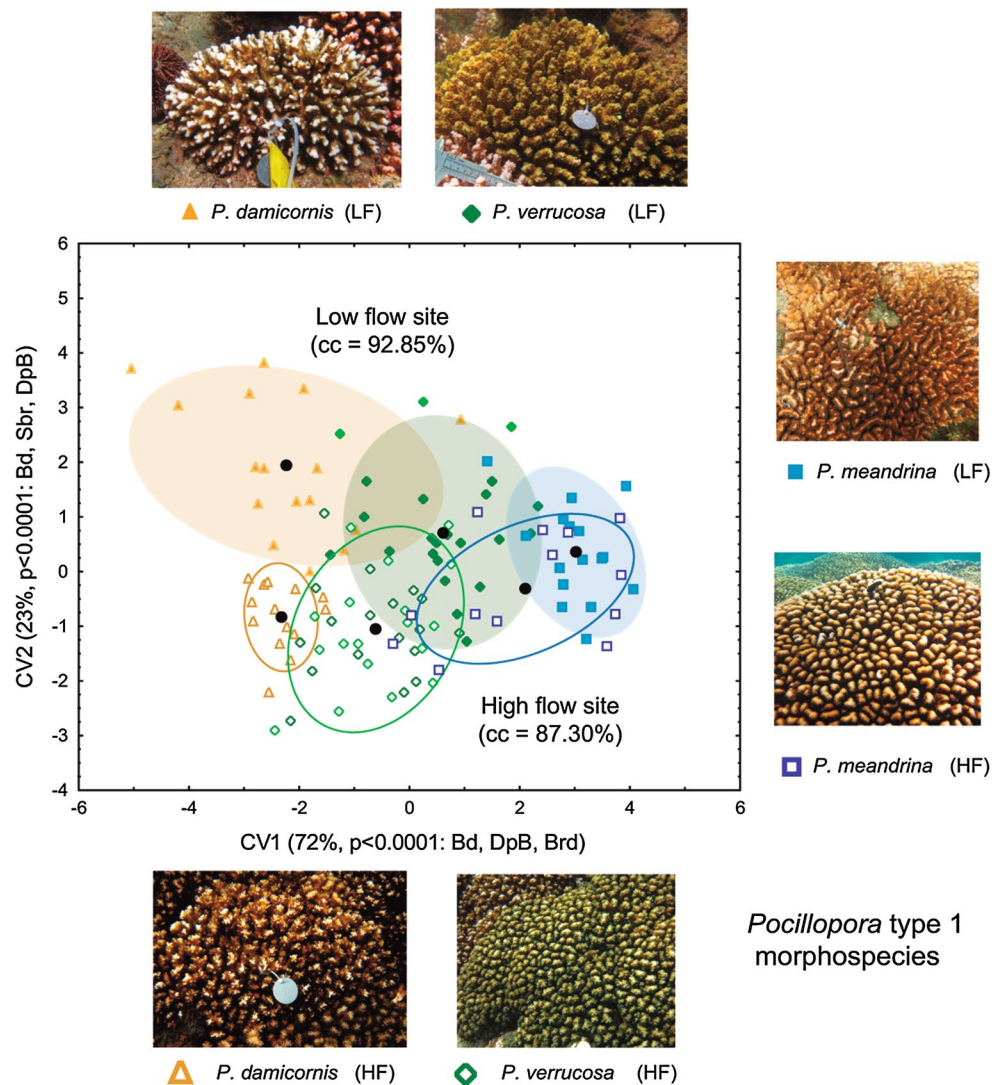 P. damicornis (LF)
P. verrucosa (LF)
6
5
4
3
2
1
0
-1
-2
-3
-4
CV2 (23%, p<0.0001: Bd, Sbr, DpB)
Low flow site
(cc = 92.85%)
High flow site
(cc = 87.30%)
-6
-4
-2
0
2
4
6
CV1 (72%, p<0.0001: Bd, DpB, Brd)
P. meandrina (LF)
P. meandrina (HF)
P. damicornis (HF)
P. verrucosa (HF)
Pocillopora type 1
morphospecies